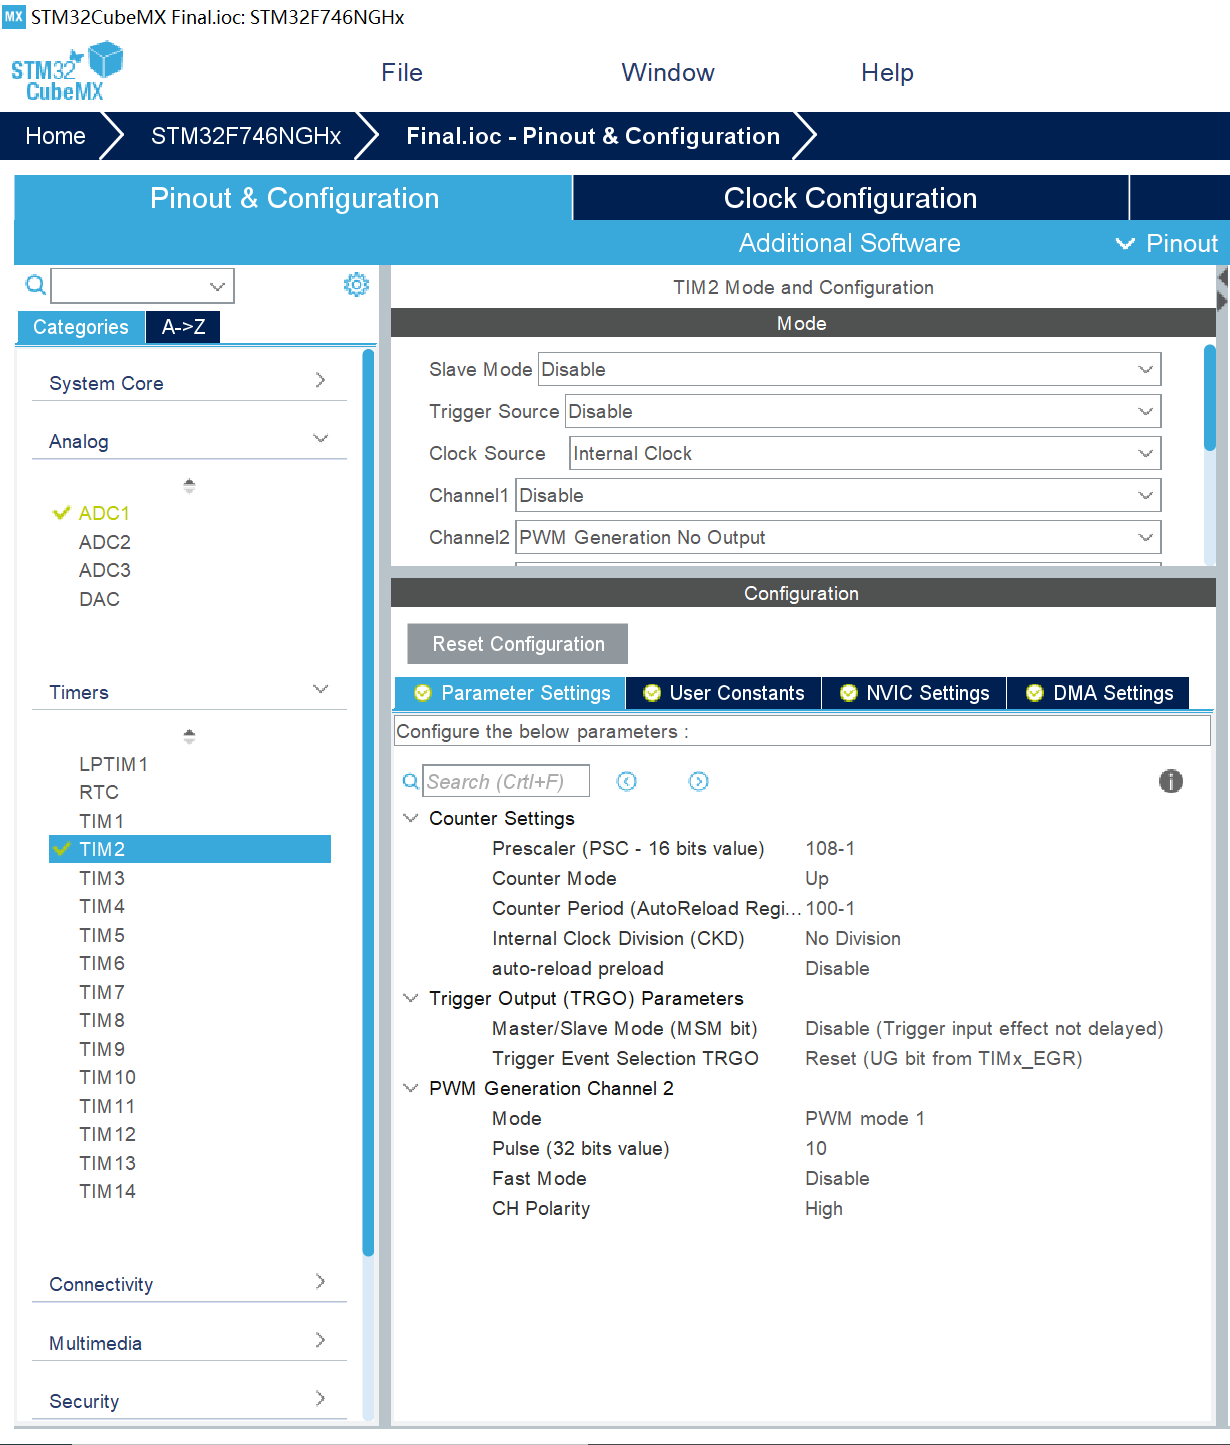 MX STM32CubeMX Final.ioc: STM32F746NGHx
STM32
CubeMX
File
Window
Help
Home
STM32F746NGHx
Final.ioc - Pinout & Configuration
Pinout & Configuration
Clock Configuration
Additional Software
Pinout
Categories
A->Z
System Core
Analog
ADC1
ADC2
ADC3
DAC
Timers
LPTIM1
RTC
TIM1
TIM2
TIM3
TIM4
TIM5
TIM6
TIM7
TIM8
TIM9
TIM10
TIM11
TIM12
TIM13
TIM14
Connectivity
Multimedia
Security
TIM2 Mode and Configuration
Mode
Slave Mode Disable
Trigger Source Disable
Clock Source Internal Clock
Channel1 Disable
Channel2 PWM Generation No Output
Configuration
Reset Configuration
Parameter Settings
User Constants
NVIC Settings
DMA Settings
Configure the below parameters :
Search (Crtl+F)
Counter Settings
Prescaler (PSC - 16 bits value) 108-1
Counter Mode Up
Counter Period (AutoReload Regi... 100-1
Internal Clock Division (CKD) No Division
auto-reload preload Disable
Trigger Output (TRGO) Parameters
Master/Slave Mode (MSM bit) Disable (Trigger input effect not delayed)
Trigger Event Selection TRGO Reset (UG bit from TIMx_EGR)
PWM Generation Channel 2
Mode PWM mode 1
Pulse (32 bits value) 10
Fast Mode Disable
CH Polarity High